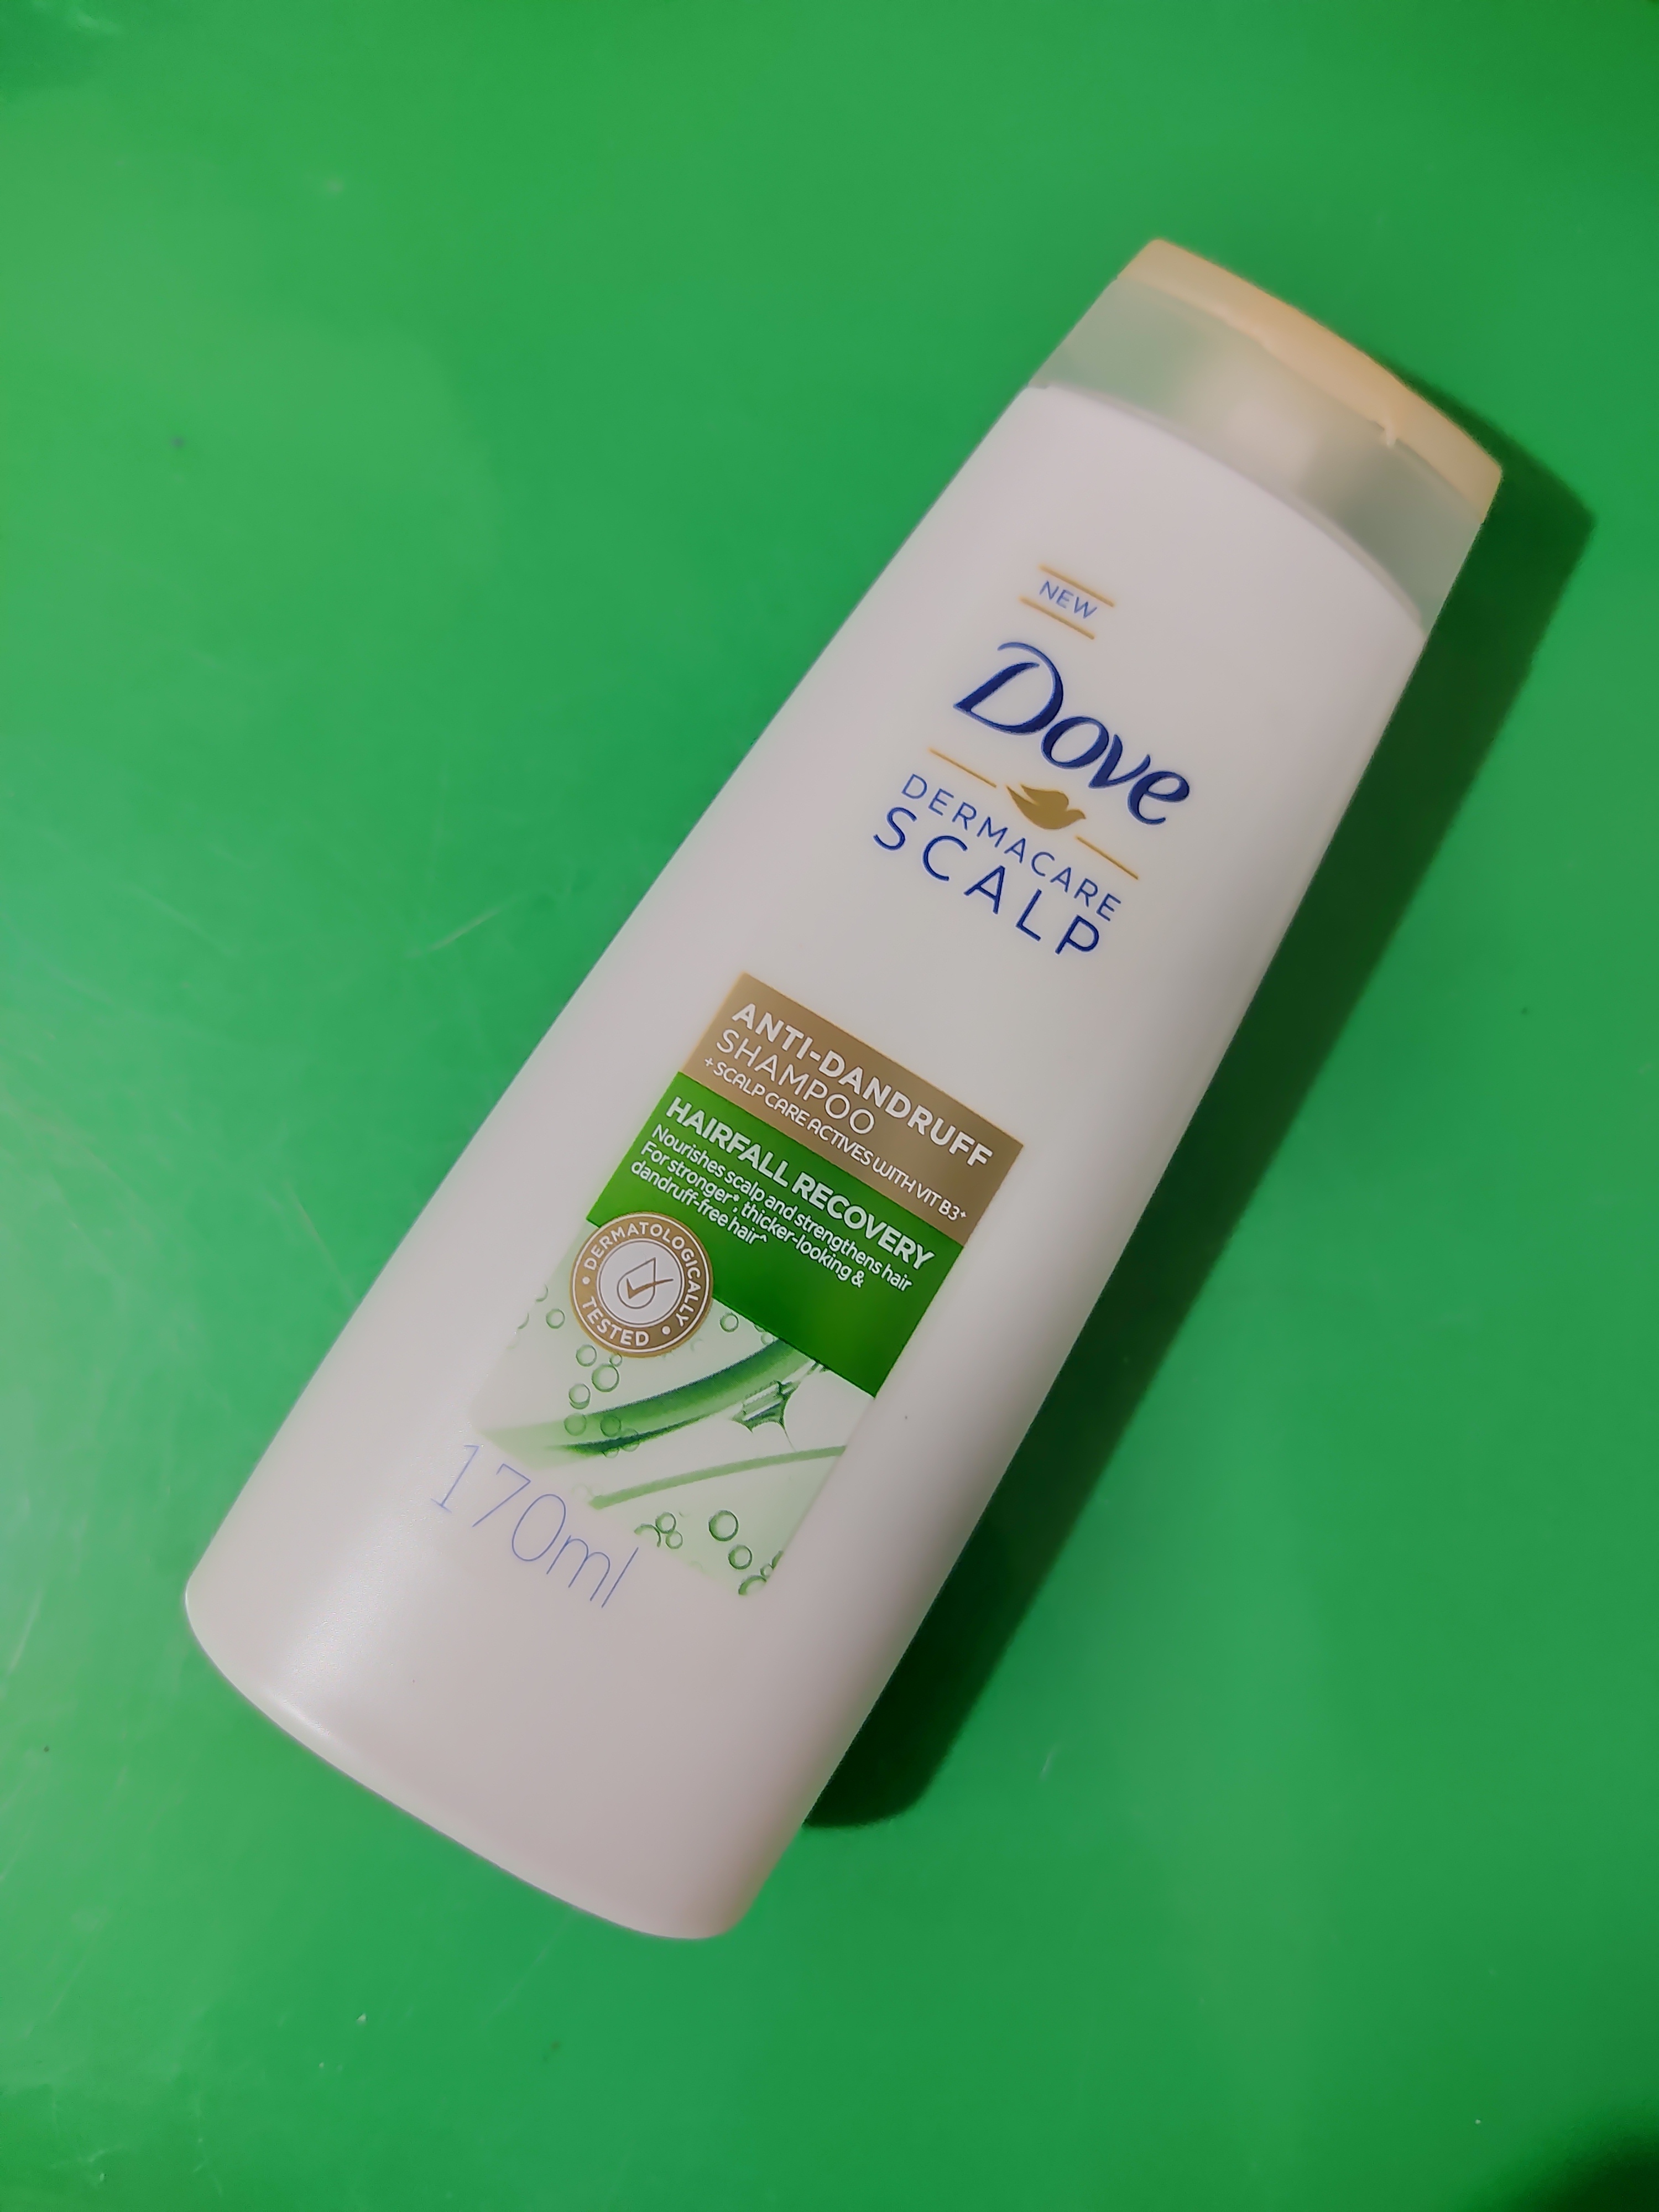 NEW
Dove
DERMACARE
SCALP
ANTI-DANDRUFF
SHAMPOO
+SCALP CARE ACTIVES WITH VIT B3+
HAIRFALL RECOVERY
Nourishes scalp and strengthens hair
For stronger*, thicker-looking &
dandruff-free hair^
DERMATOLOGICALLY
TESTED
170ml